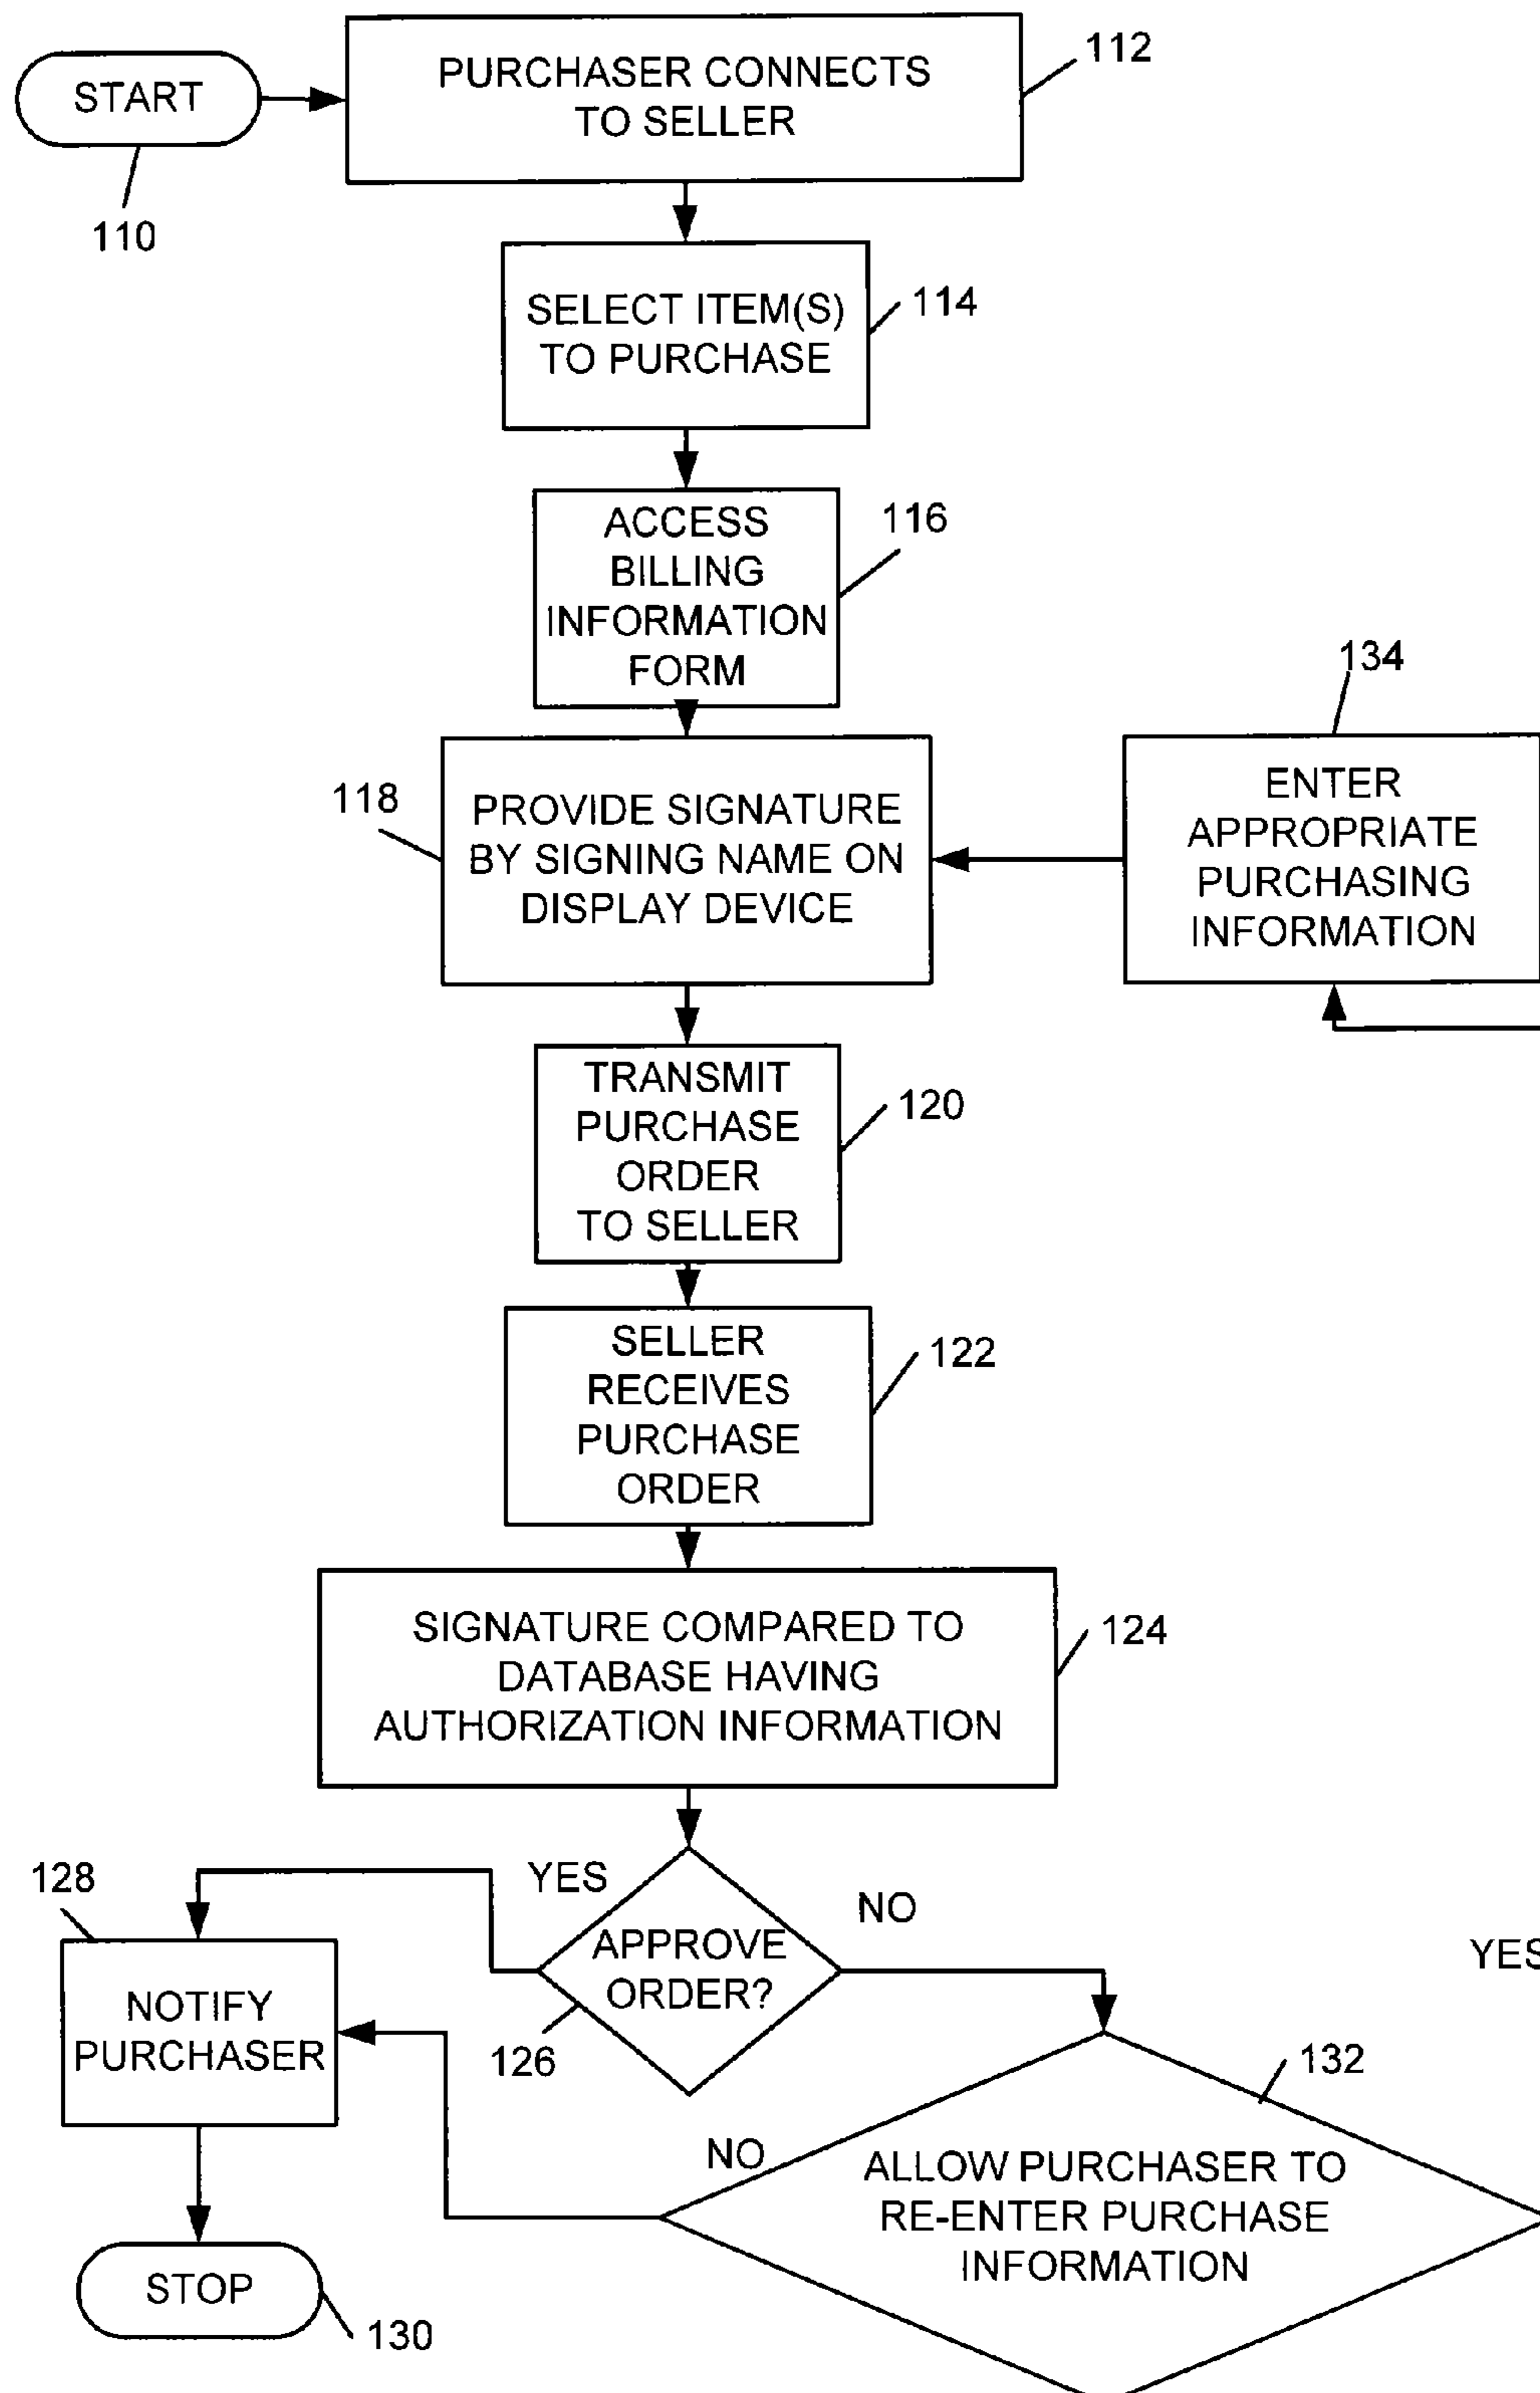 START
110
PURCHASER CONNECTS
TO SELLER
112
SELECT ITEM(S)
TO PURCHASE
114
ACCESS
BILLING
INFORMATION
FORM
116
118
PROVIDE SIGNATURE
BY SIGNING NAME ON
DISPLAY DEVICE
134
ENTER
APPROPRIATE
PURCHASING
INFORMATION
TRANSMIT
PURCHASE
ORDER
TO SELLER
120
SELLER
RECEIVES
PURCHASE
ORDER
122
SIGNATURE COMPARED TO
DATABASE HAVING
AUTHORIZATION INFORMATION
124
YES
APPROVE
ORDER?
126
NO
128
NOTIFY
PURCHASER
YES
132
NO
ALLOW PURCHASER TO
RE-ENTER PURCHASE
INFORMATION
STOP
130